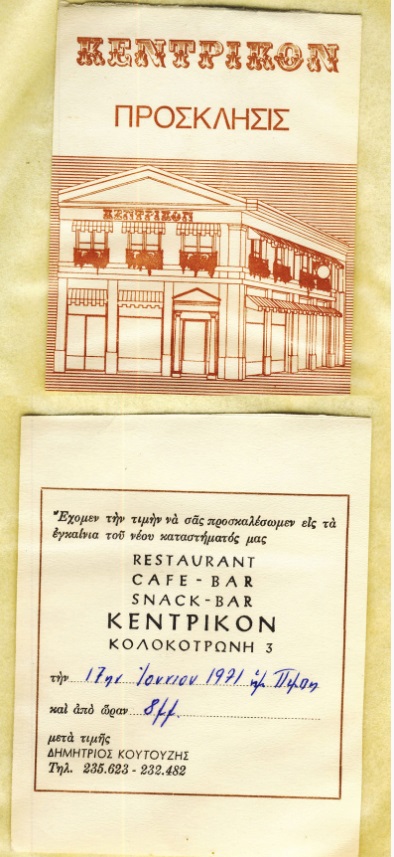 ΚΕΝΤΡΙΚΟΝ
ΠΡΟΣΚΛΗΣΙΣ
ΚΕΝΤΡΙΚΟΝ
Ἔχομεν τὴν τιμὴν νὰ σᾶς προσκαλέσωμεν εἰς τὰ
ἐγκαίνια τοῦ νέου καταστήματός μας
RESTAURANT
CAFE - BAR
SNACK - BAR
ΚΕΝΤΡΙΚΟΝ
ΚΟΛΟΚΟΤΡΩΝΗ 3
τὴν 17ην Ἰουνίου 1971 ἡμ. Πέμπτη
καὶ ἀπὸ ὥραν 8μμ.
μετὰ τιμῆς
ΔΗΜΗΤΡΙΟΣ ΚΟΥΤΟΥΖΗΣ
Τηλ. 235.623 - 232.482